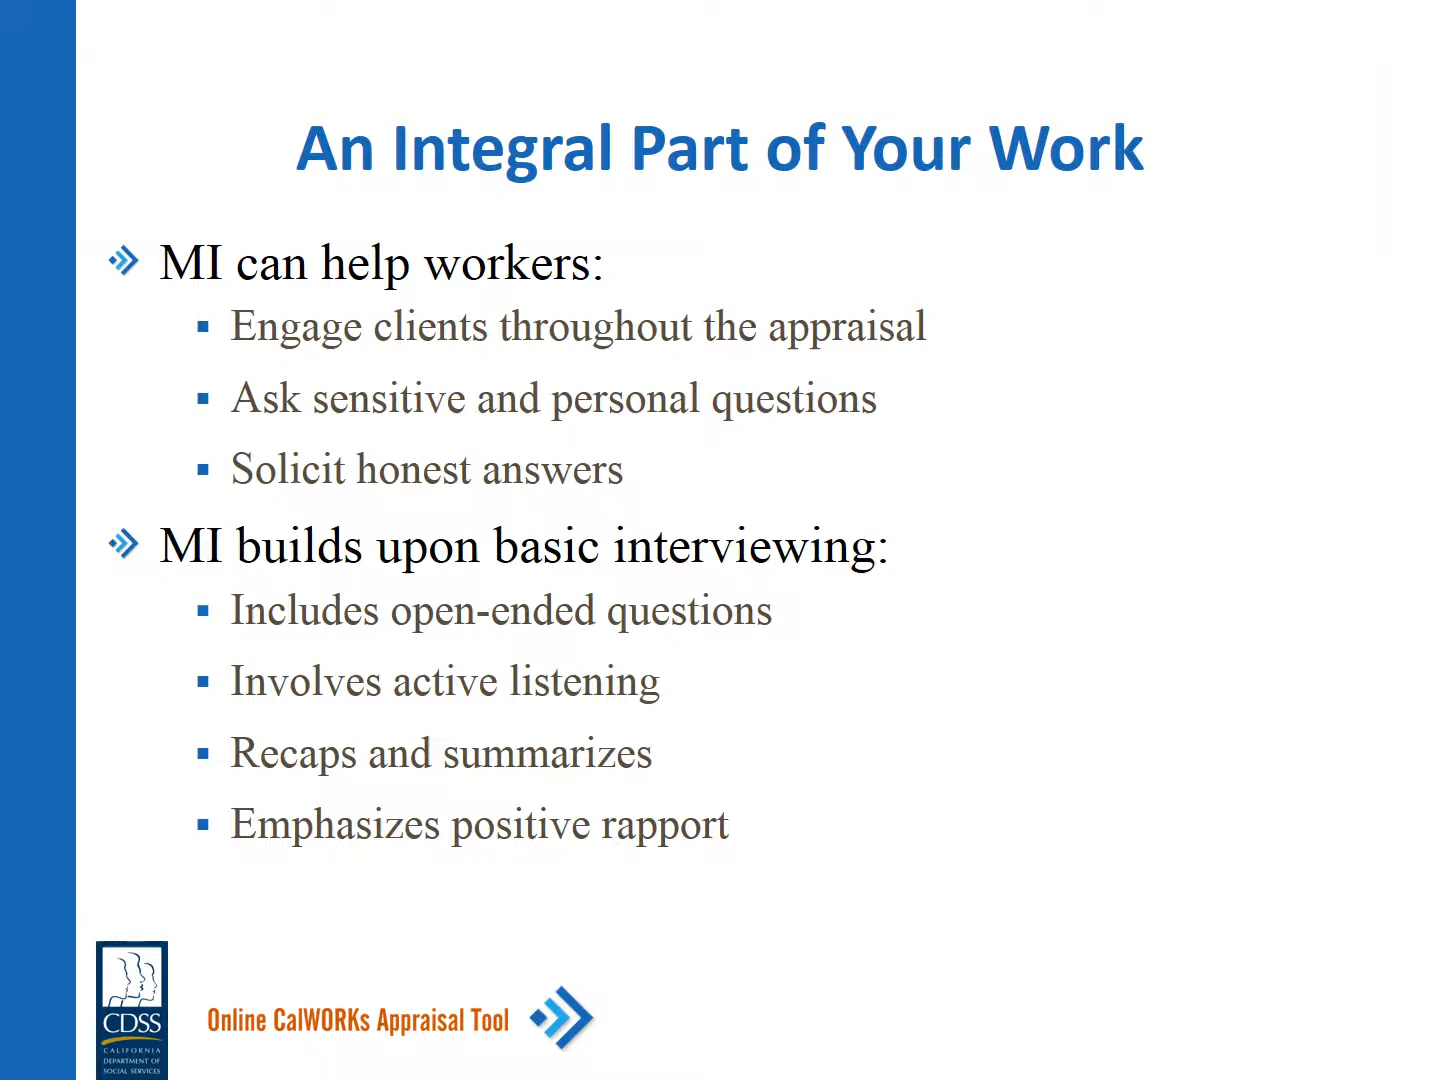 An Integral Part of Your Work
MI can help workers:
Engage clients throughout the appraisal
Ask sensitive and personal questions
Solicit honest answers
MI builds upon basic interviewing:
Includes open-ended questions
Involves active listening
Recaps and summarizes
Emphasizes positive rapport
CDSS
CALIFORNIA
DEPARTMENT OF
SOCIAL SERVICES
Online CalWORKs Appraisal Tool